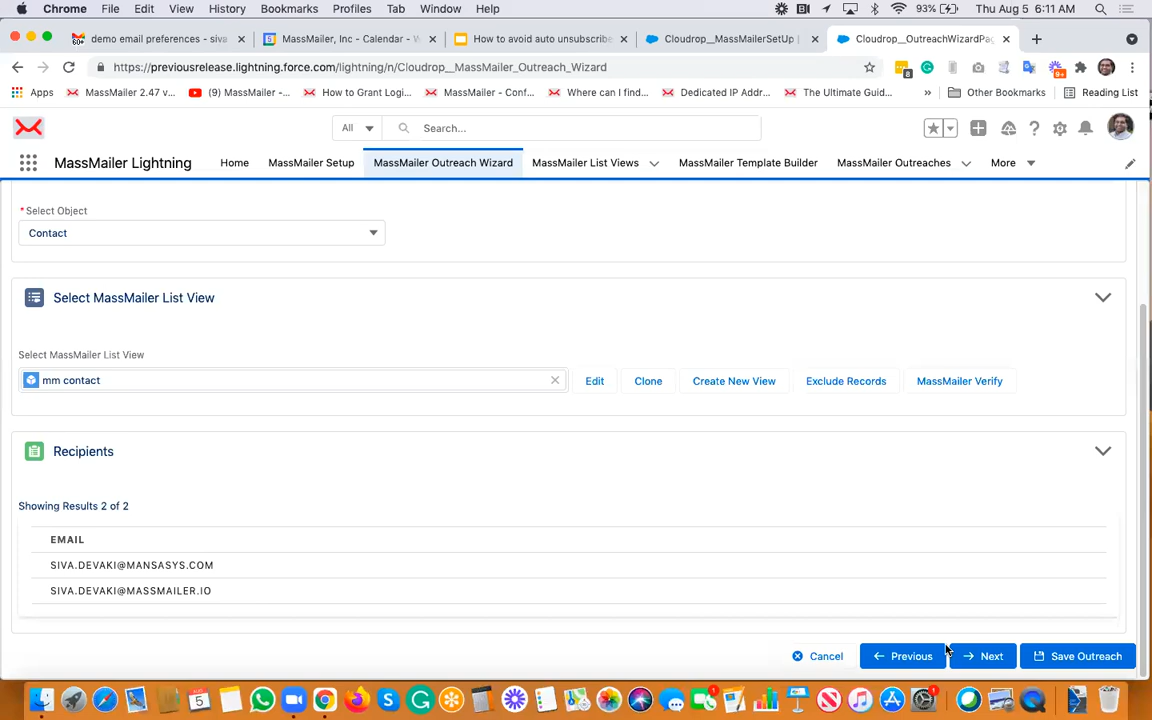 Chrome File Edit View History Bookmarks Profiles Tab Window Help 93% Thu Aug 5 6:11 AM
demo email preferences - siva MassMailer, Inc - Calendar - W How to avoid auto unsubscribe Cloudrop__MassMailerSetUp | Cloudrop__OutreachWizardPag
https://previousrelease.lightning.force.com/lightning/n/Cloudrop__MassMailer_Outreach_Wizard
Apps MassMailer 2.47 v... (9) MassMailer -... How to Grant Logi... MassMailer - Conf... Where can I find... Dedicated IP Addr... The Ultimate Guid... » Other Bookmarks Reading List
All Search...
MassMailer Lightning Home MassMailer Setup MassMailer Outreach Wizard MassMailer List Views MassMailer Template Builder MassMailer Outreaches More
* Select Object
Contact
Select MassMailer List View
Select MassMailer List View
mm contact Edit Clone Create New View Exclude Records MassMailer Verify
Recipients
Showing Results 2 of 2
EMAIL
SIVA.DEVAKI@MANSASYS.COM
SIVA.DEVAKI@MASSMAILER.IO
Cancel Previous Next Save Outreach